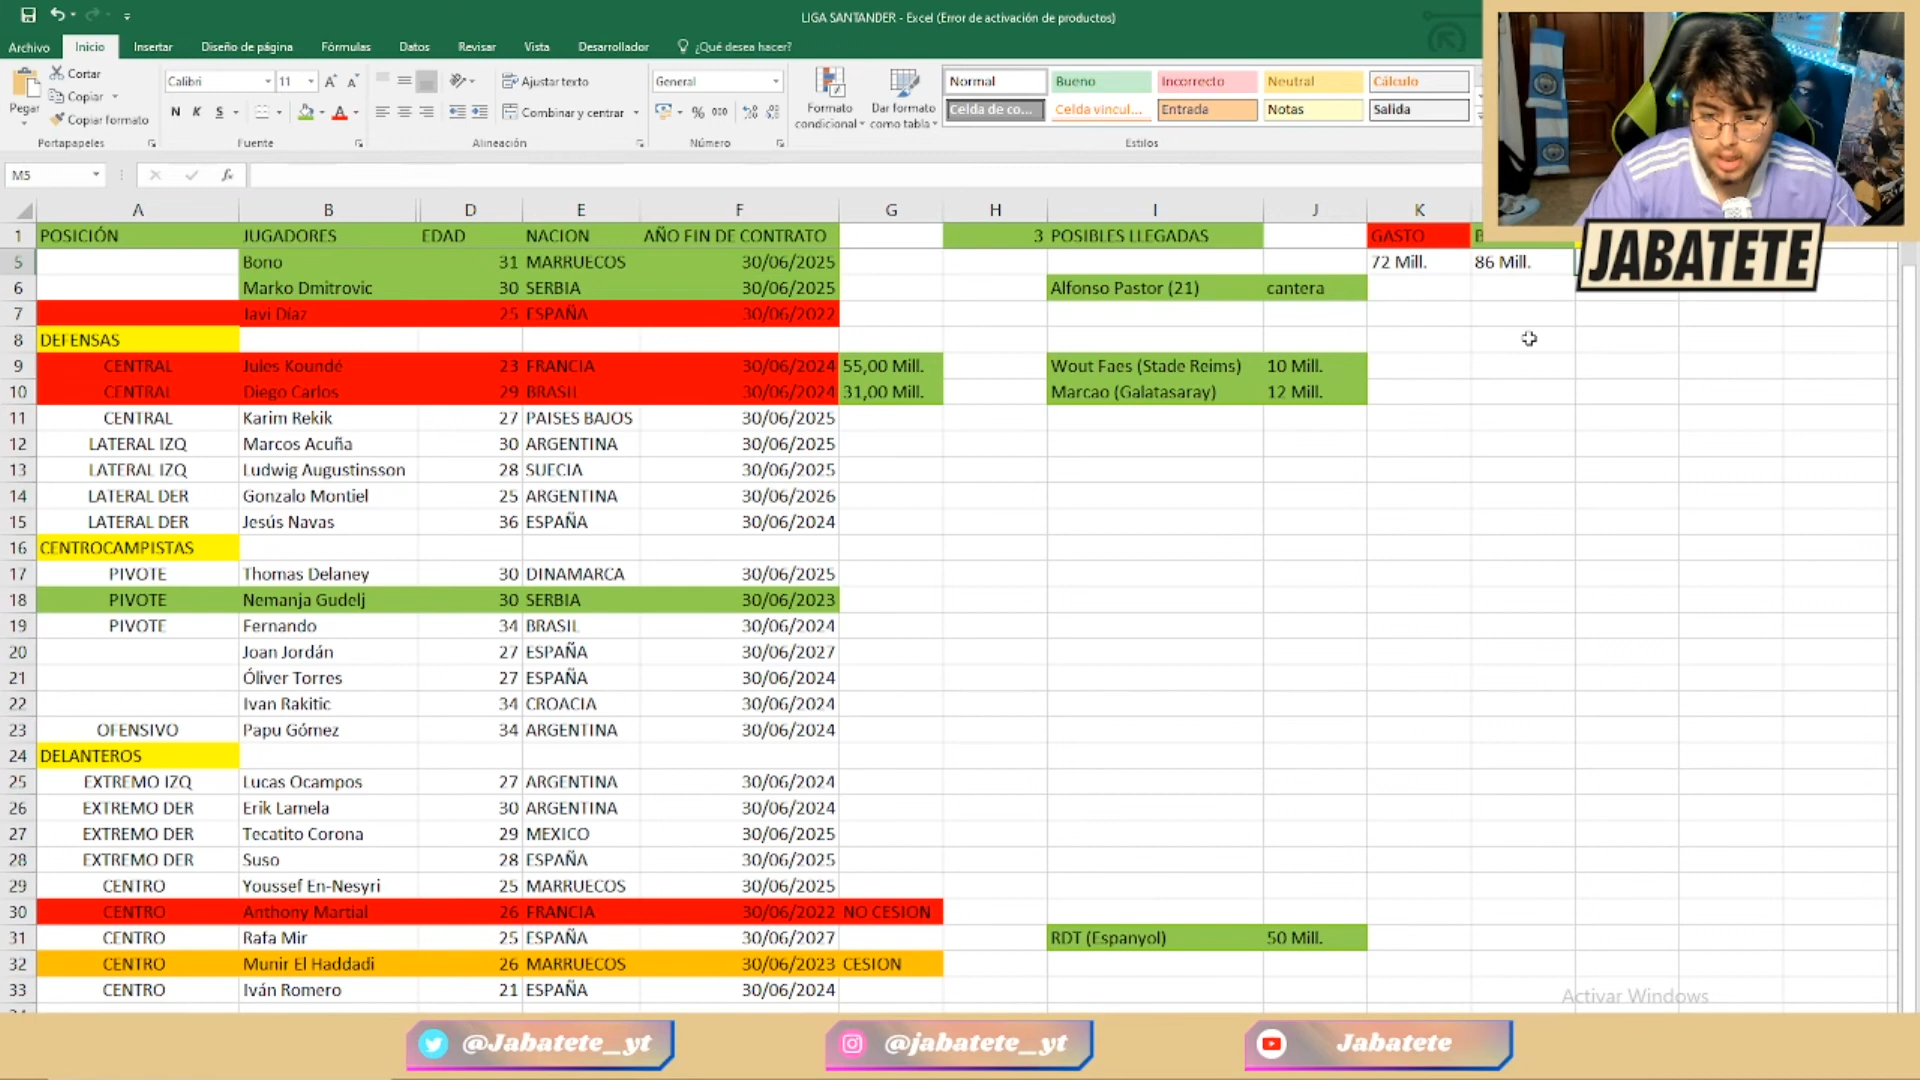 LIGA SANTANDER - Excel (Error de activación de productos)
Archivo Inicio Insertar Diseño de página Fórmulas Datos Revisar Vista Desarrollador ¿Qué desea hacer?
Pegar Cortar
Copiar
Copiar formato
Calibri 11
N K S
Ajustar texto
Combinar y centrar
General
% 000
Formato condicional
Dar formato como tabla
Normal Bueno Incorrecto Neutral Cálculo
Celda de co... Celda vincul... Entrada Notas Salida
Portapapeles Fuente Alineación Número Estilos
M5 fx
A B D E F G H I J K
1 POSICIÓN JUGADORES EDAD NACION AÑO FIN DE CONTRATO 3 POSIBLES LLEGADAS GASTO
5 Bono 31 MARRUECOS 30/06/2025 72 Mill. 86 Mill.
JABATETE
6 Marko Dmitrovic 30 SERBIA 30/06/2025 Alfonso Pastor (21) cantera
7 Javi Díaz 25 ESPAÑA 30/06/2022
8 DEFENSAS
9 CENTRAL Jules Koundé 23 FRANCIA 30/06/2024 55,00 Mill. Wout Faes (Stade Reims) 10 Mill.
10 CENTRAL Diego Carlos 29 BRASIL 30/06/2024 31,00 Mill. Marcao (Galatasaray) 12 Mill.
11 CENTRAL Karim Rekik 27 PAISES BAJOS 30/06/2025
12 LATERAL IZQ Marcos Acuña 30 ARGENTINA 30/06/2025
13 LATERAL IZQ Ludwig Augustinsson 28 SUECIA 30/06/2025
14 LATERAL DER Gonzalo Montiel 25 ARGENTINA 30/06/2026
15 LATERAL DER Jesús Navas 36 ESPAÑA 30/06/2024
16 CENTROCAMPISTAS
17 PIVOTE Thomas Delaney 30 DINAMARCA 30/06/2025
18 PIVOTE Nemanja Gudelj 30 SERBIA 30/06/2023
19 PIVOTE Fernando 34 BRASIL 30/06/2024
20 Joan Jordán 27 ESPAÑA 30/06/2027
21 Óliver Torres 27 ESPAÑA 30/06/2024
22 Ivan Rakitic 34 CROACIA 30/06/2024
23 OFENSIVO Papu Gómez 34 ARGENTINA 30/06/2024
24 DELANTEROS
25 EXTREMO IZQ Lucas Ocampos 27 ARGENTINA 30/06/2024
26 EXTREMO DER Erik Lamela 30 ARGENTINA 30/06/2024
27 EXTREMO DER Tecatito Corona 29 MEXICO 30/06/2025
28 EXTREMO DER Suso 28 ESPAÑA 30/06/2025
29 CENTRO Youssef En-Nesyri 25 MARRUECOS 30/06/2025
30 CENTRO Anthony Martial 26 FRANCIA 30/06/2022 NO CESION
31 CENTRO Rafa Mir 25 ESPAÑA 30/06/2027 RDT (Espanyol) 50 Mill.
32 CENTRO Munir El Haddadi 26 MARRUECOS 30/06/2023 CESION
33 CENTRO Iván Romero 21 ESPAÑA 30/06/2024
Activar Windows
@Jabatete_yt @jabatete_yt Jabatete